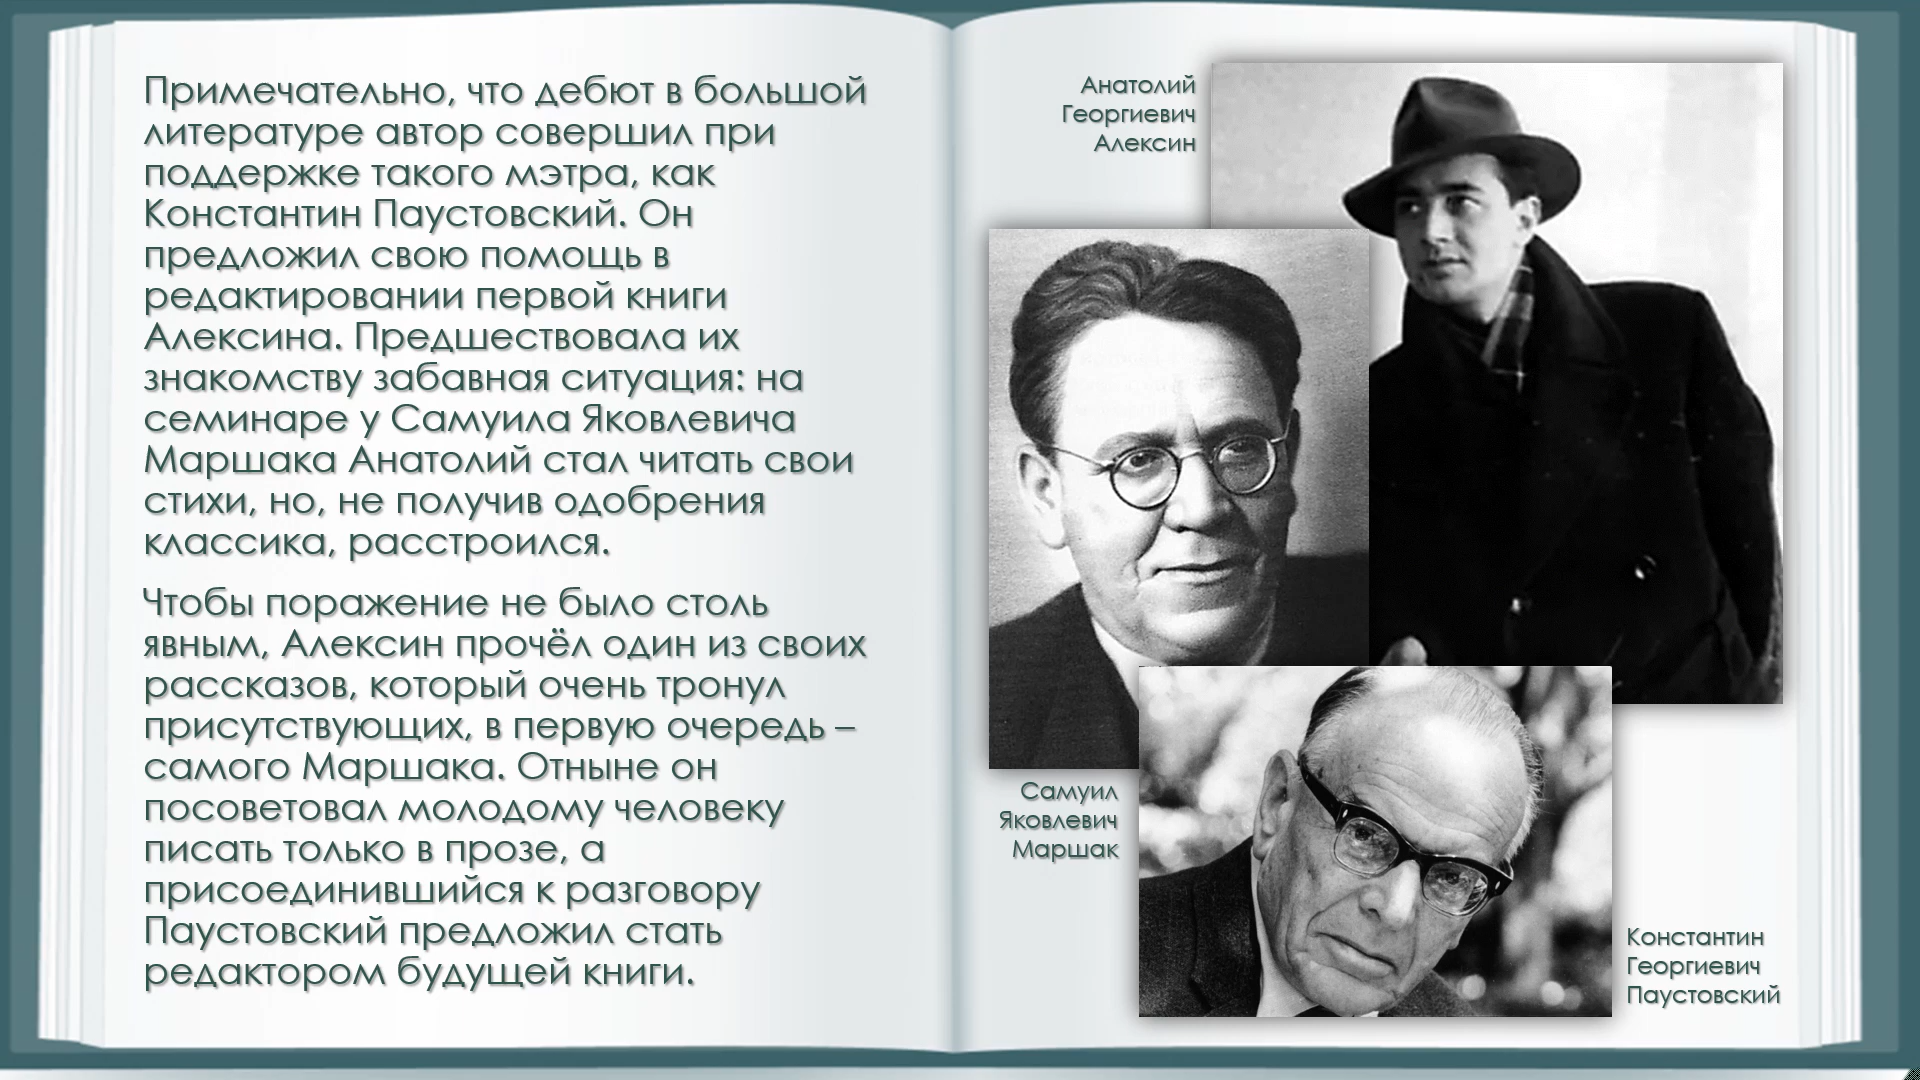 Примечательно, что дебют в большой
литературе автор совершил при
поддержке такого мэтра, как
Константин Паустовский. Он
предложил свою помощь в
редактировании первой книги
Алексина. Предшествовала их
знакомству забавная ситуация: на
семинаре у Самуила Яковлевича
Маршака Анатолий стал читать свои
стихи, но, не получив одобрения
классика, расстроился.
Чтобы поражение не было столь
явным, Алексин прочёл один из своих
рассказов, который очень тронул
присутствующих, в первую очередь –
самого Маршака. Отныне он
посоветовал молодому человеку
писать только в прозе, а
присоединившийся к разговору
Паустовский предложил стать
редактором будущей книги.
Анатолий
Георгиевич
Алексин
Самуил
Яковлевич
Маршак
Константин
Георгиевич
Паустовский